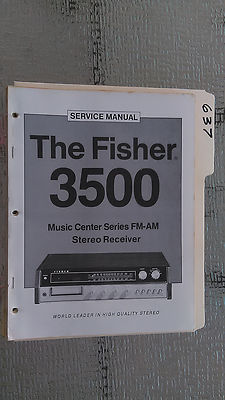 SERVICE MANUAL
The Fisher®
3500
Music Center Series FM-AM
Stereo Receiver
FISHER
WORLD LEADER IN HIGH QUALITY STEREO
637